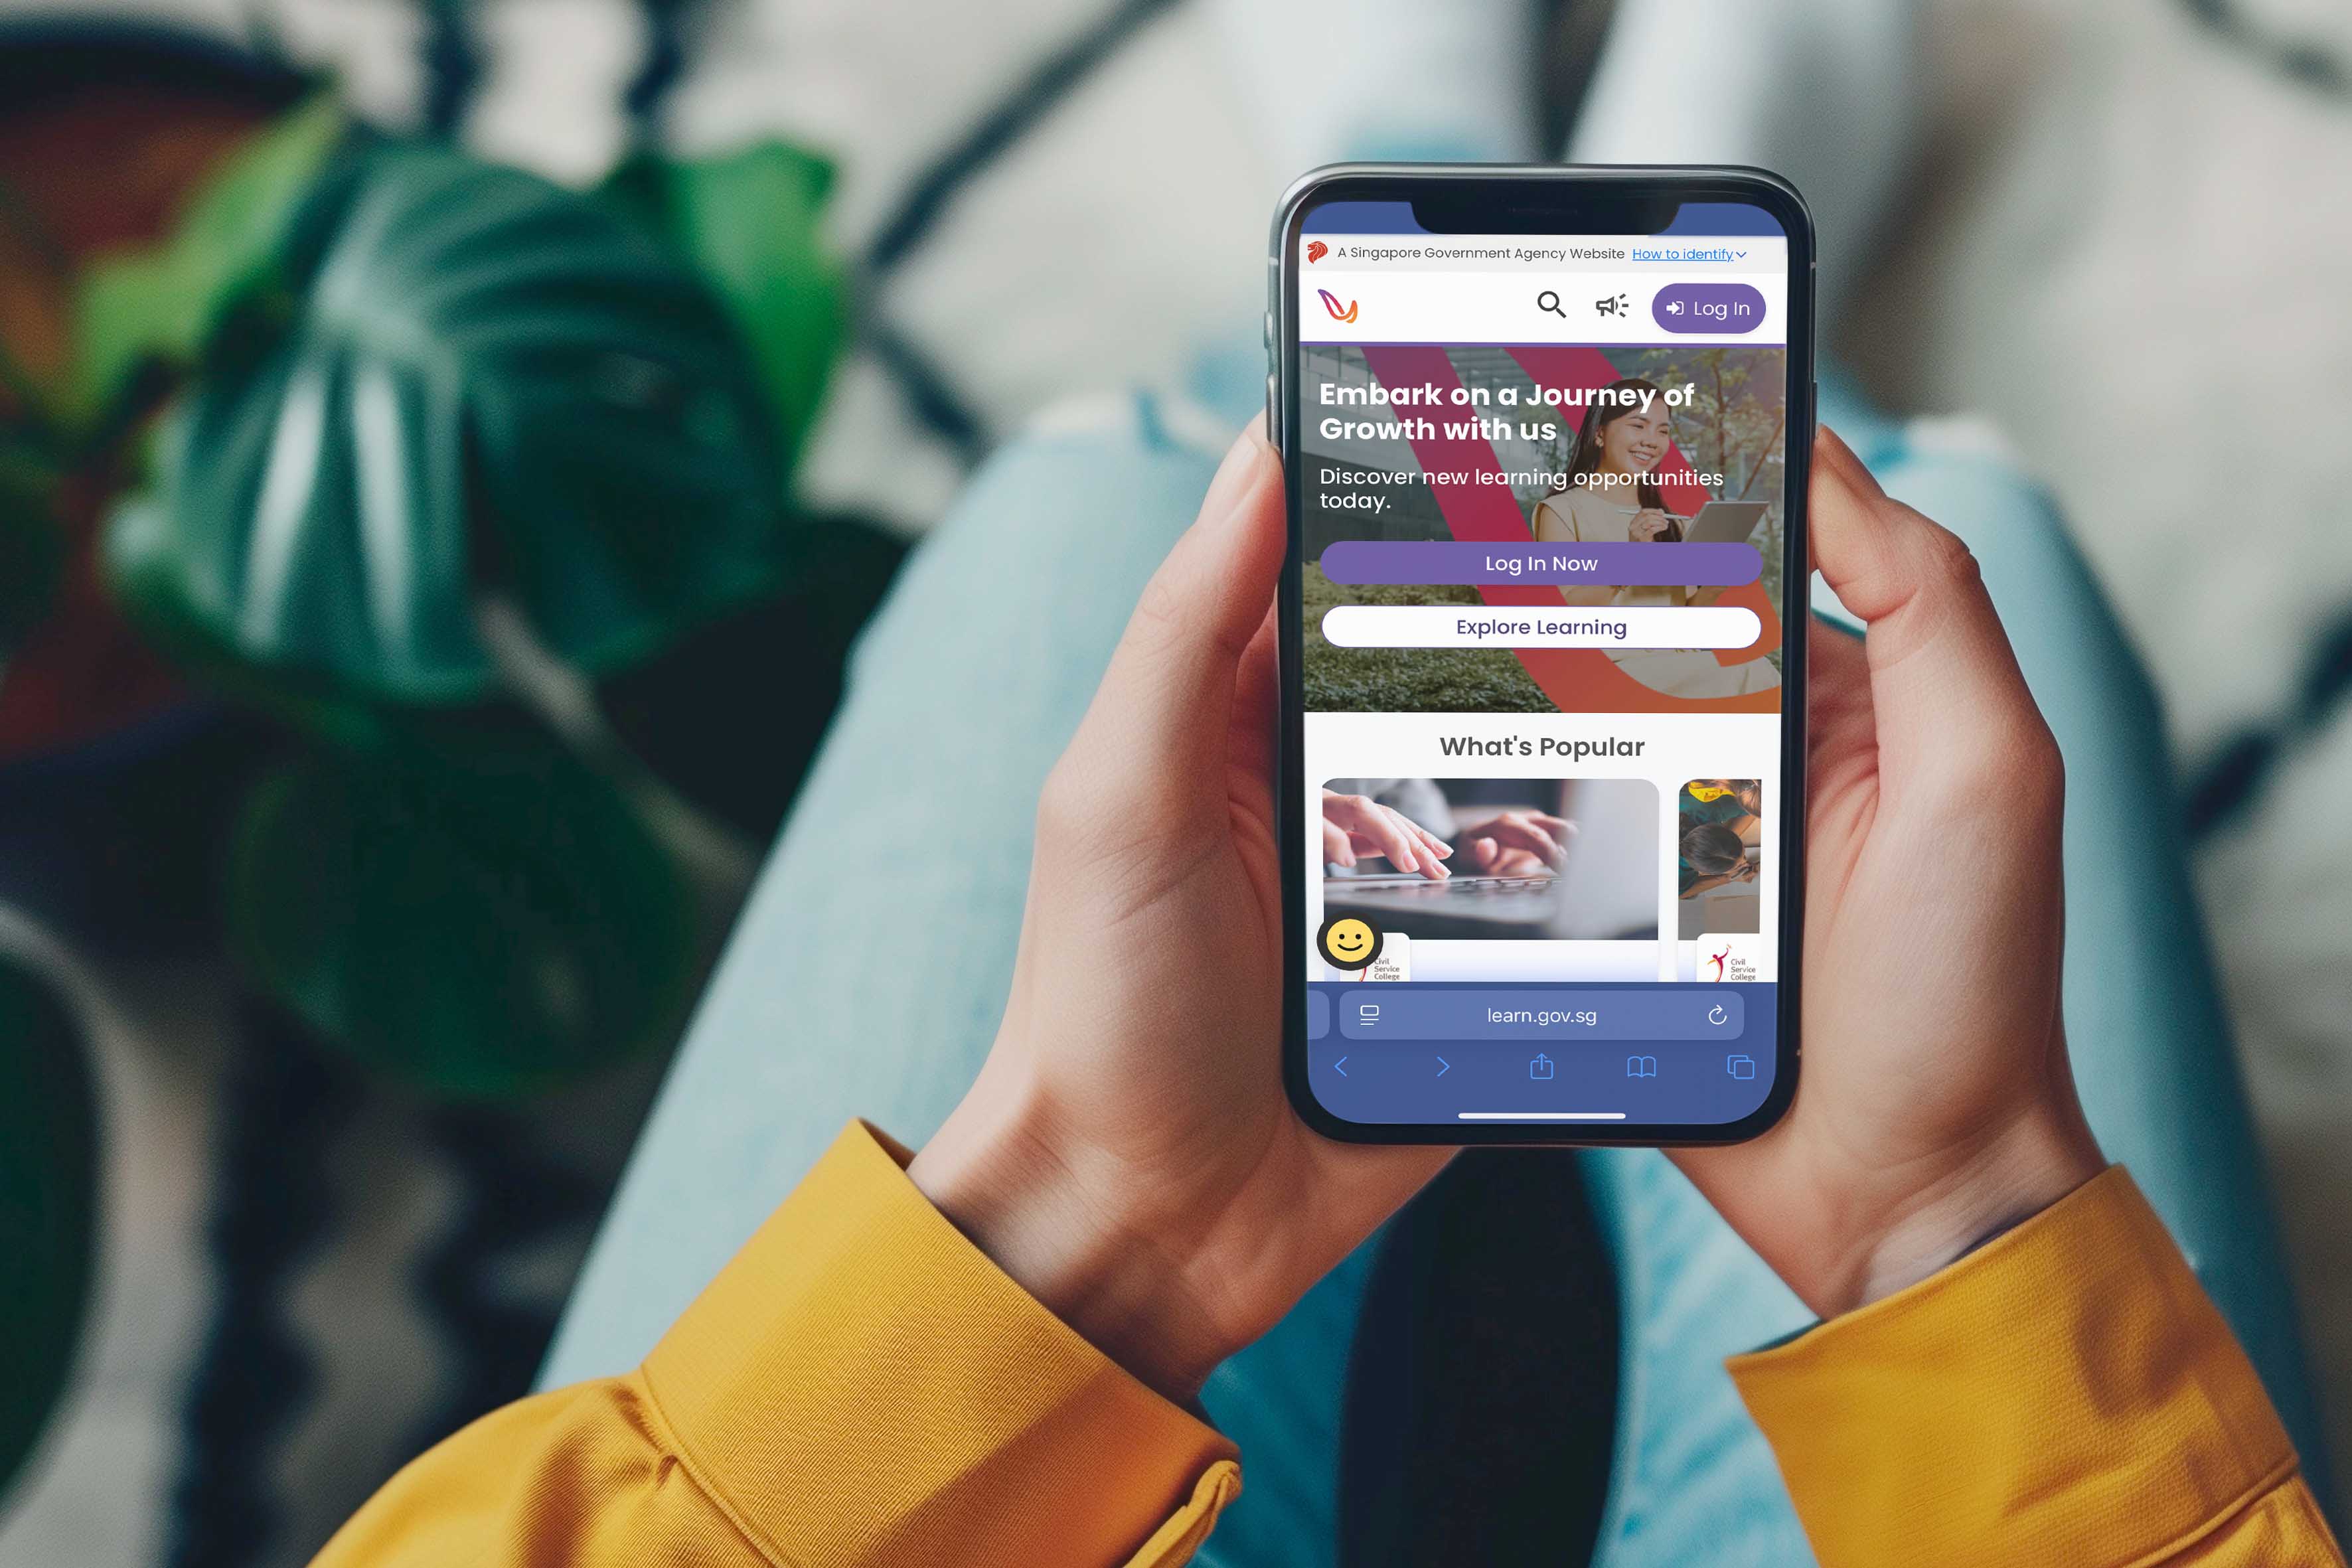 A Singapore Government Agency Website How to identify
Log In
Embark on a Journey of
Growth with us
Discover new learning opportunities
today.
Log In Now
Explore Learning
What's Popular
Civil
Service
College
Civil
Service
College
learn.gov.sg